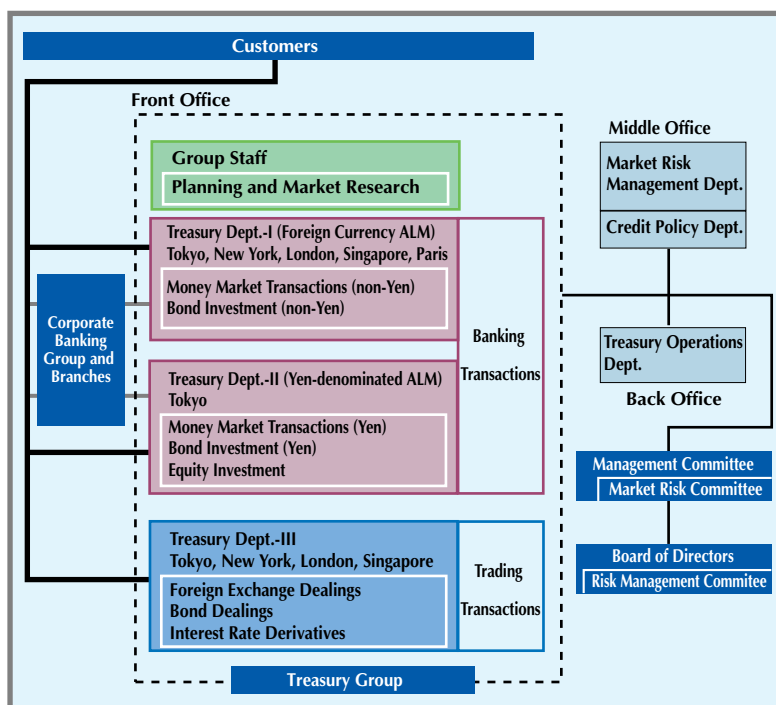 Customers
Front Office
Group Staff
Planning and Market Research
Treasury Dept.-I (Foreign Currency ALM)
Tokyo, New York, London, Singapore, Paris
Money Market Transactions (non-Yen)
Bond Investment (non-Yen)
Corporate
Banking
Group and
Branches
Treasury Dept.-II (Yen-denominated ALM)
Tokyo
Money Market Transactions (Yen)
Bond Investment (Yen)
Equity Investment
Banking
Transactions
Treasury Dept.-III
Tokyo, New York, London, Singapore
Foreign Exchange Dealings
Bond Dealings
Interest Rate Derivatives
Trading
Transactions
Treasury Group
Middle Office
Market Risk
Management Dept.
Credit Policy Dept.
Treasury Operations
Dept.
Back Office
Management Committee
Market Risk Committee
Board of Directors
Risk Management Commitee